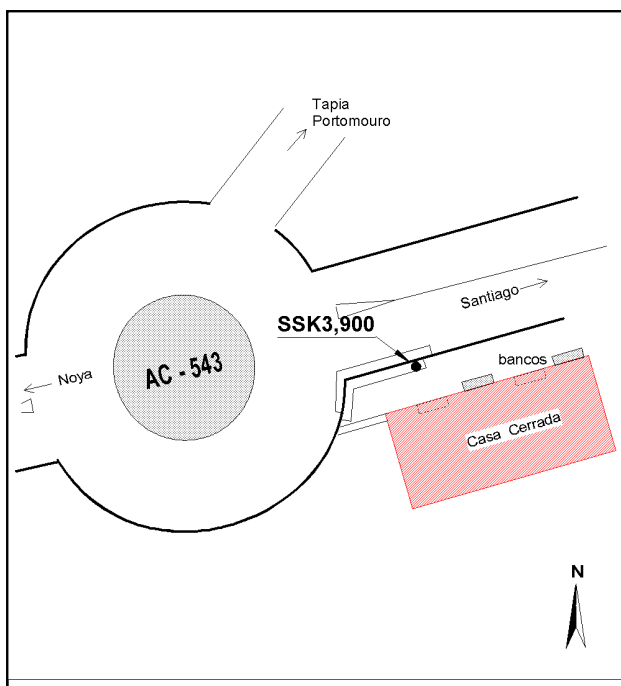 Tapia
Portomouro
Santiago
SSK3,900
bancos
AC - 543
Noya
Casa Cerrada
N